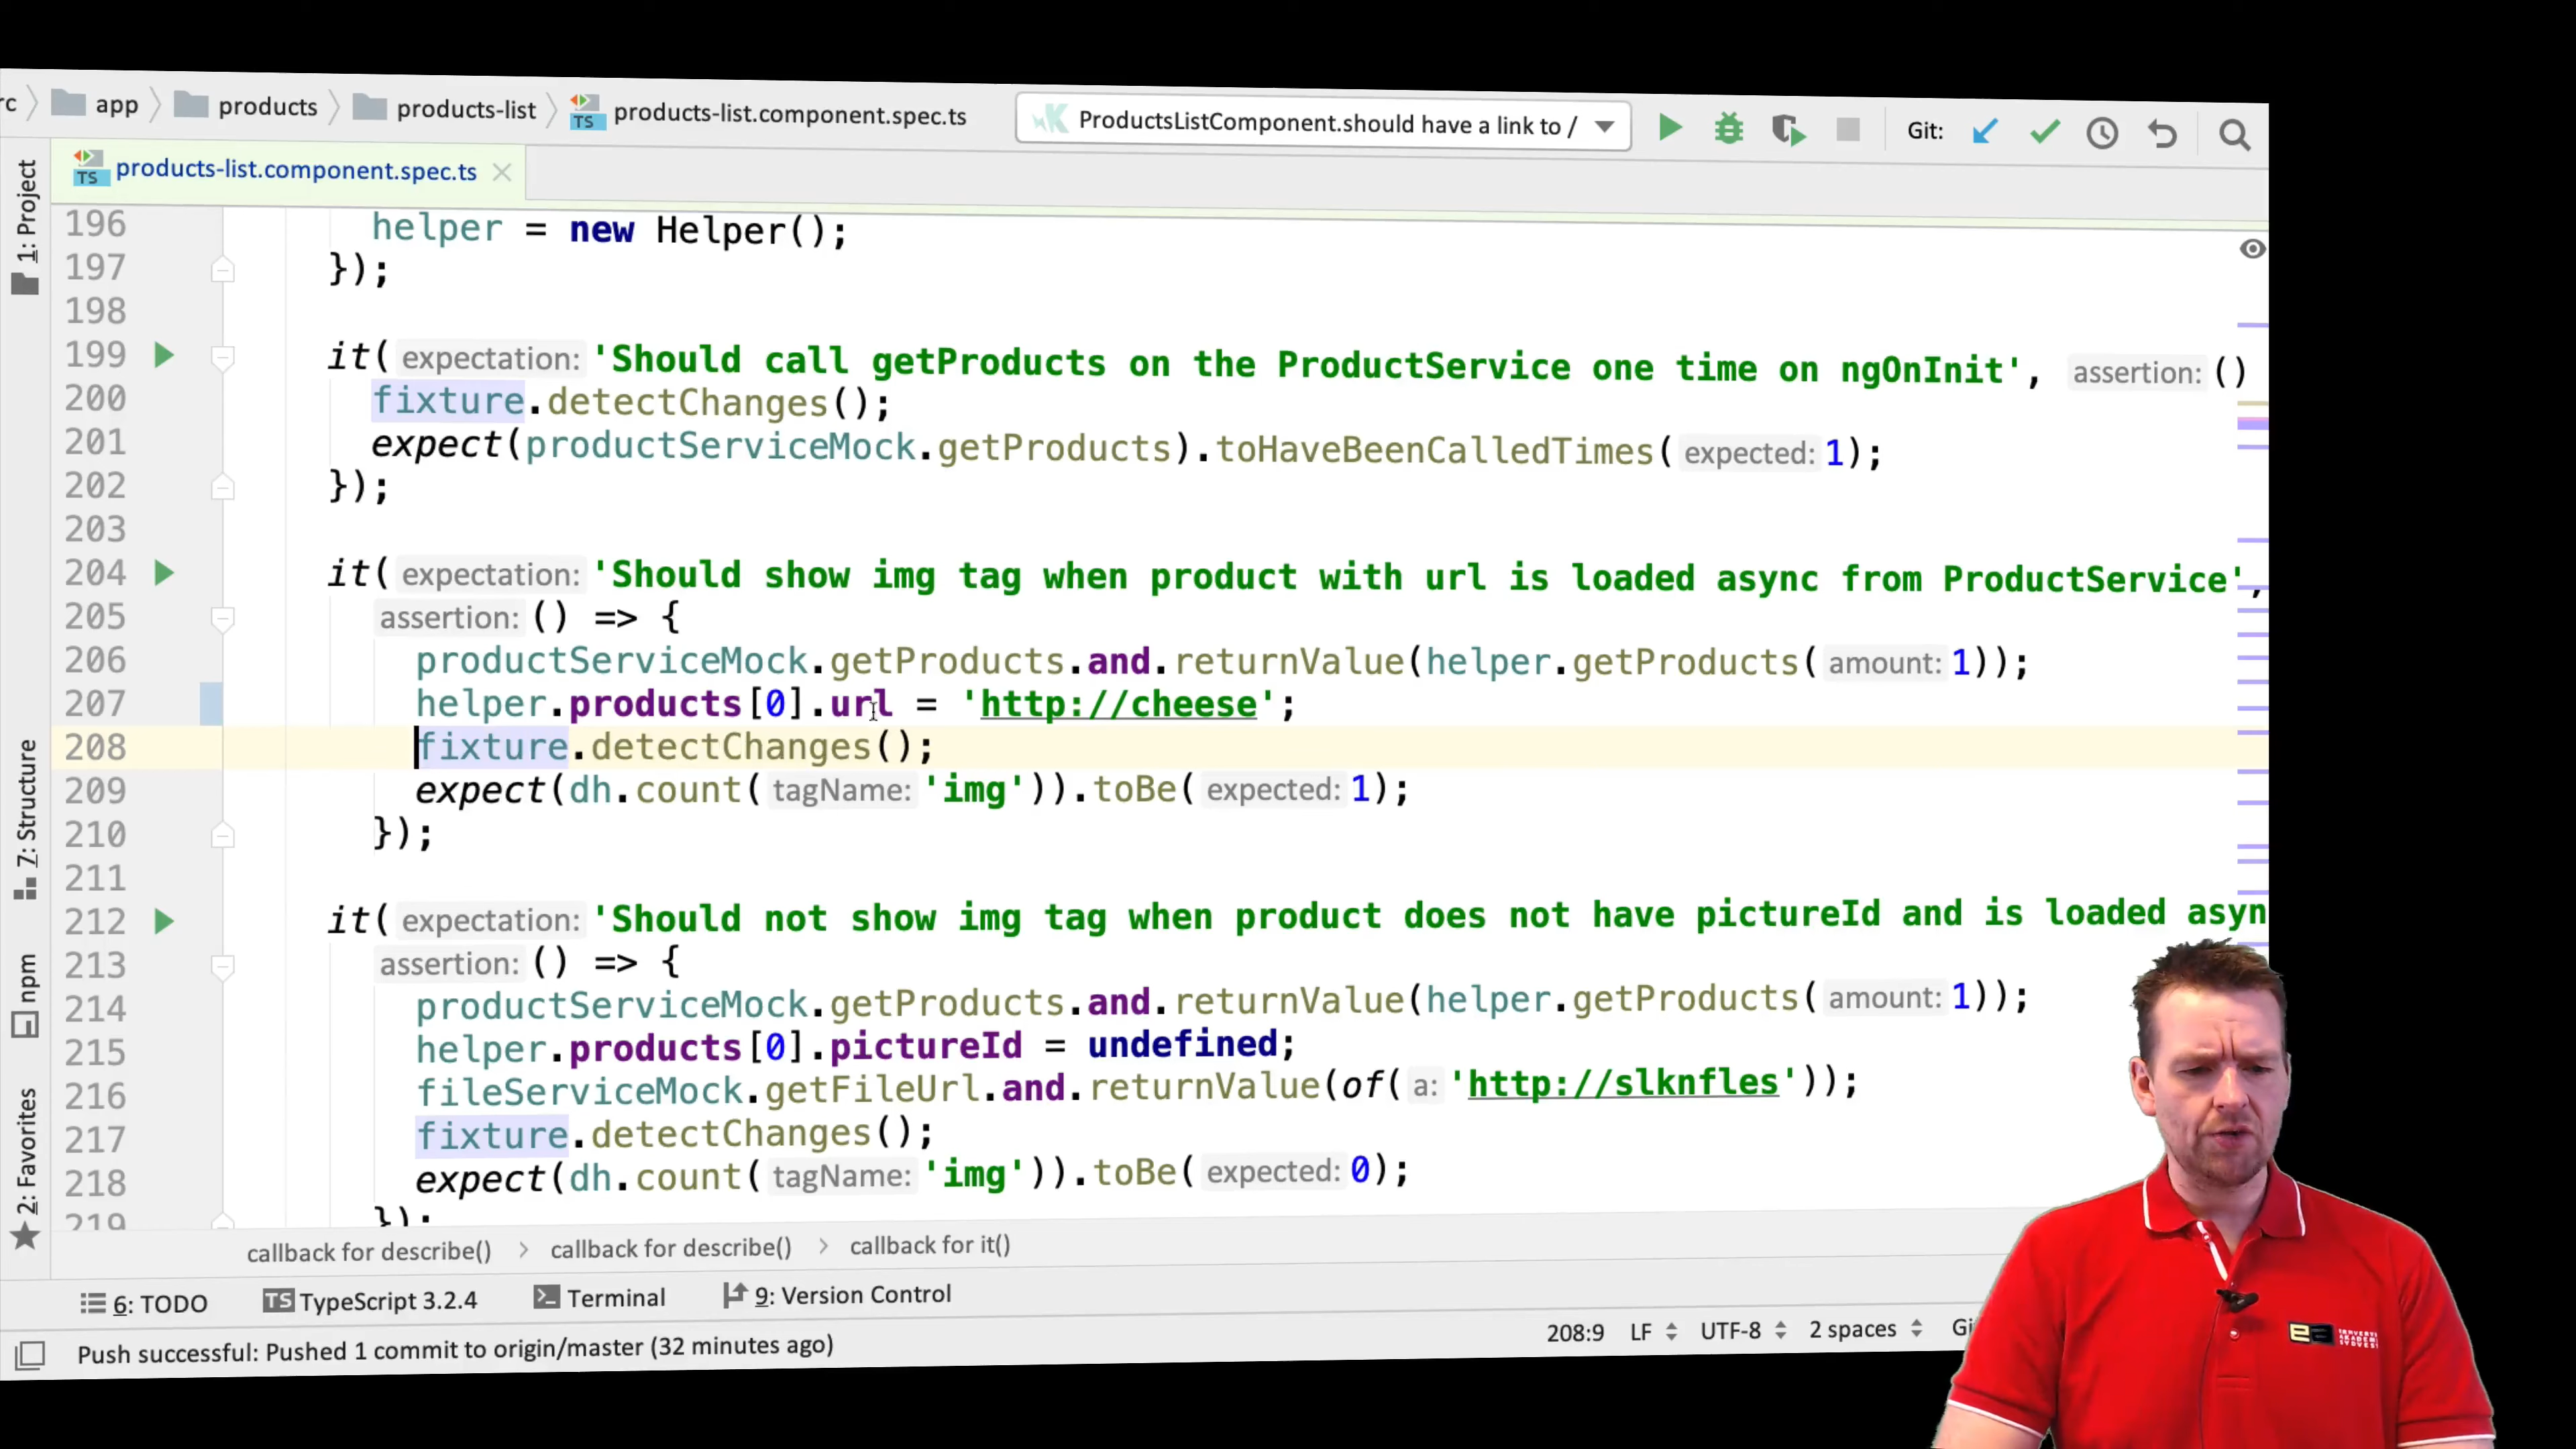 rc app products products-list TS products-list.component.spec.ts ProductsListComponent.should have a link to / Git:
TS products-list.component.spec.ts
1: Project
7: Structure
npm
2: Favorites
196 helper = new Helper();
197 });
198
199 it( expectation: 'Should call getProducts on the ProductService one time on ngOnInit', assertion: ()
200 fixture.detectChanges();
201 expect(productServiceMock.getProducts).toHaveBeenCalledTimes( expected: 1);
202 });
203
204 it( expectation: 'Should show img tag when product with url is loaded async from ProductService',
205 assertion: () => {
206 productServiceMock.getProducts.and.returnValue(helper.getProducts( amount: 1));
207 helper.products[0].url = 'http://cheese';
208 fixture.detectChanges();
209 expect(dh.count( tagName: 'img')).toBe( expected: 1);
210 });
211
212 it( expectation: 'Should not show img tag when product does not have pictureId and is loaded asyn
213 assertion: () => {
214 productServiceMock.getProducts.and.returnValue(helper.getProducts( amount: 1));
215 helper.products[0].pictureId = undefined;
216 fileServiceMock.getFileUrl.and.returnValue(of( a: 'http://slknfles'));
217 fixture.detectChanges();
218 expect(dh.count( tagName: 'img')).toBe( expected: 0);
219 });
callback for describe() > callback for describe() > callback for it()
6: TODO TS TypeScript 3.2.4 Terminal 9: Version Control
Push successful: Pushed 1 commit to origin/master (32 minutes ago) 208:9 LF UTF-8 2 spaces Gi
ea